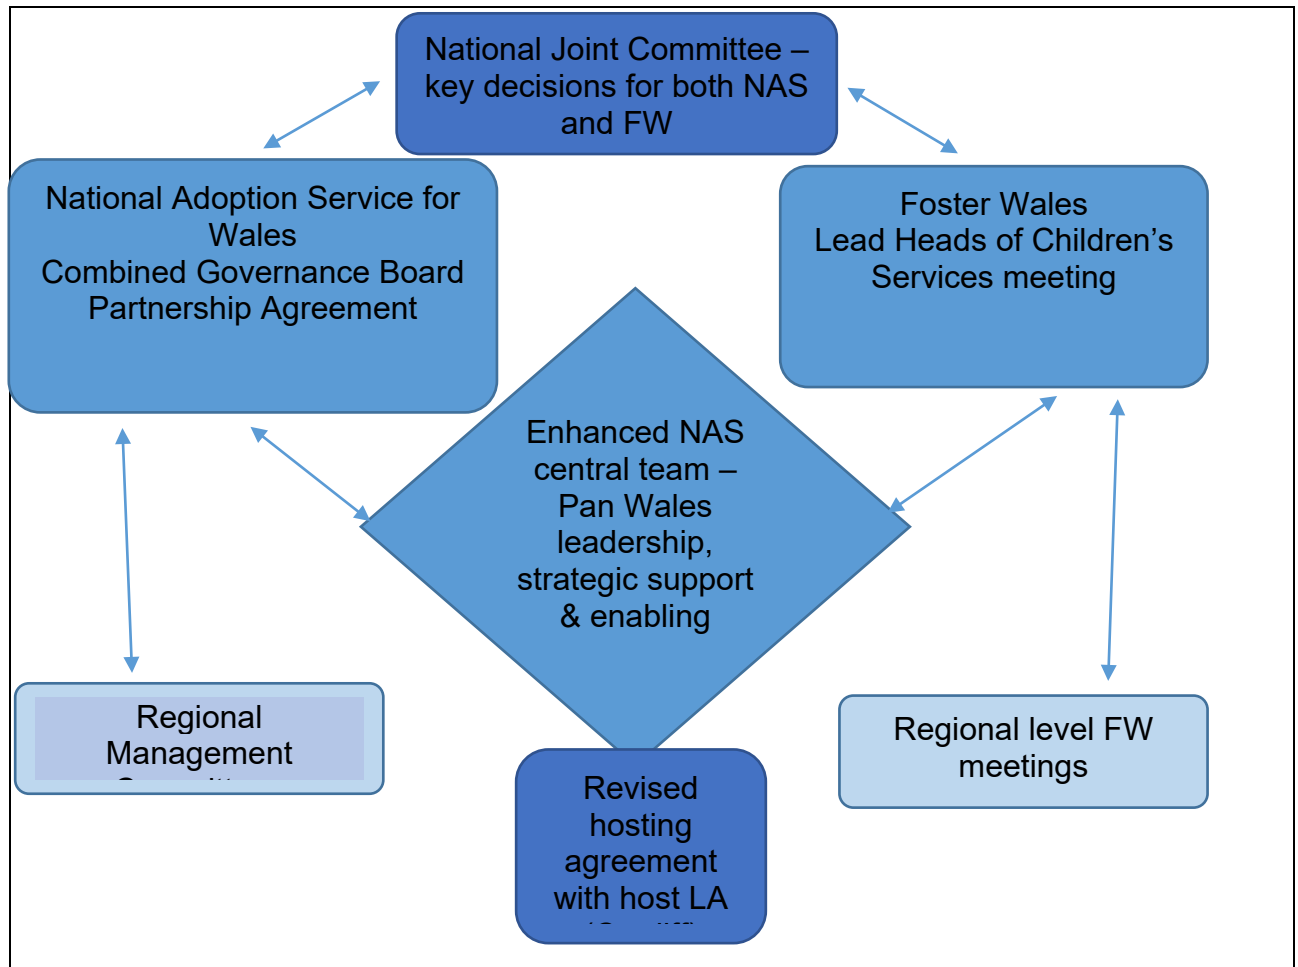 National Joint Committee –
key decisions for both NAS
and FW
National Adoption Service for
Wales
Combined Governance Board
Partnership Agreement
Foster Wales
Lead Heads of Children’s
Services meeting
Enhanced NAS
central team –
Pan Wales
leadership,
strategic support
& enabling
Regional
Management
Regional level FW
meetings
Revised
hosting
agreement
with host LA